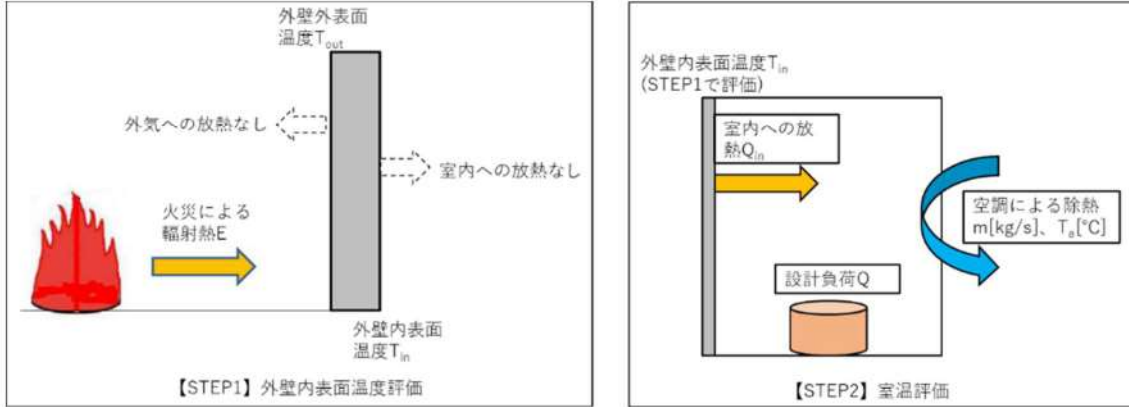 外壁外表面
温度Tout
外気への放熱なし
室内への放熱なし
火災による
輻射熱E
外壁内表面
温度Tin
【STEP1】外壁内表面温度評価
外壁内表面温度Tin
(STEP1で評価)
室内への放
熱Qin
空調による除熱
m[kg/s]、Ta[°C]
設計負荷Q
【STEP2】室温評価